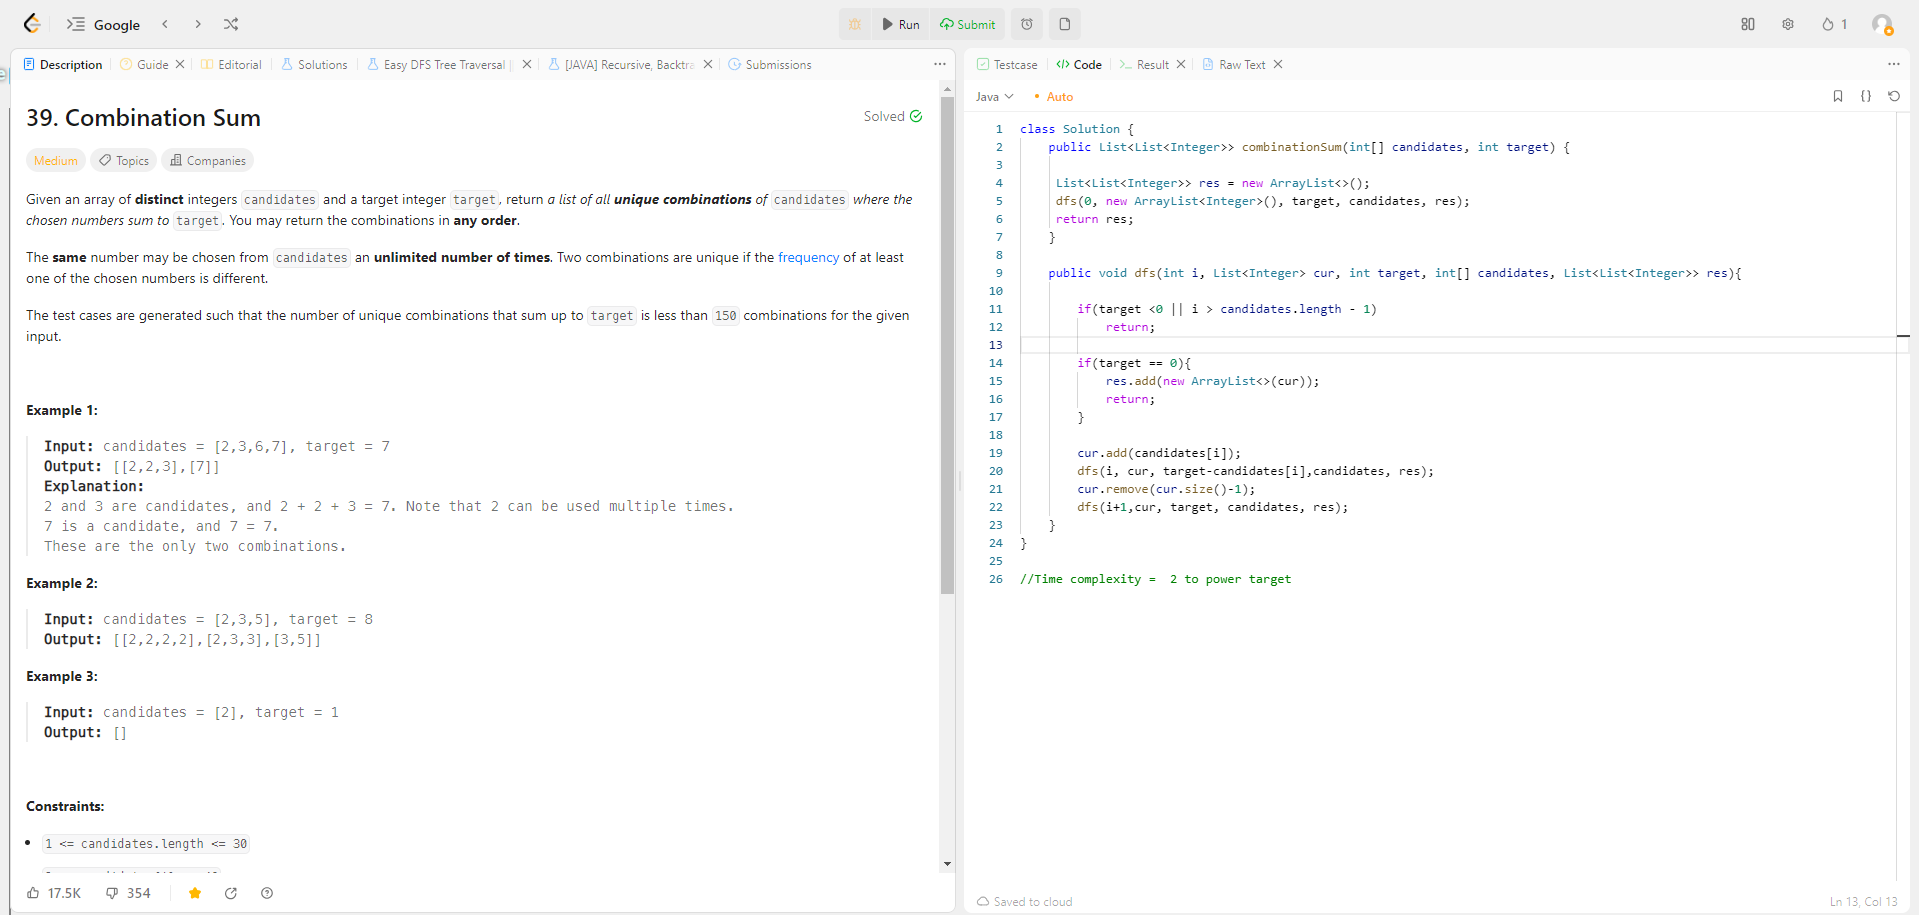 Google
Run
Submit
1
Description
Guide
Editorial
Solutions
Easy DFS Tree Traversal
[JAVA] Recursive, Backtra
Submissions
39. Combination Sum
Solved
Medium
Topics
Companies
Given an array of distinct integers candidates and a target integer target, return a list of all unique combinations of candidates where the
chosen numbers sum to target. You may return the combinations in any order.
The same number may be chosen from candidates an unlimited number of times. Two combinations are unique if the frequency of at least
one of the chosen numbers is different.
The test cases are generated such that the number of unique combinations that sum up to target is less than 150 combinations for the given
input.
Example 1:
Input: candidates = [2,3,6,7], target = 7
Output: [[2,2,3],[7]]
Explanation:
2 and 3 are candidates, and 2 + 2 + 3 = 7. Note that 2 can be used multiple times.
7 is a candidate, and 7 = 7.
These are the only two combinations.
Example 2:
Input: candidates = [2,3,5], target = 8
Output: [[2,2,2,2],[2,3,3],[3,5]]
Example 3:
Input: candidates = [2], target = 1
Output: []
Constraints:
1 <= candidates.length <= 30
17.5K
354
Testcase
Code
Result
Raw Text
Java
Auto
1 class Solution {
2 public List<List<Integer>> combinationSum(int[] candidates, int target) {
3
4 List<List<Integer>> res = new ArrayList<>();
5 dfs(0, new ArrayList<Integer>(), target, candidates, res);
6 return res;
7 }
8
9 public void dfs(int i, List<Integer> cur, int target, int[] candidates, List<List<Integer>> res){
10
11 if(target <0 || i > candidates.length - 1)
12 return;
13
14 if(target == 0){
15 res.add(new ArrayList<>(cur));
16 return;
17 }
18
19 cur.add(candidates[i]);
20 dfs(i, cur, target-candidates[i],candidates, res);
21 cur.remove(cur.size()-1);
22 dfs(i+1,cur, target, candidates, res);
23 }
24 }
25
26 //Time complexity =  2 to power target
Saved to cloud
Ln 13, Col 13